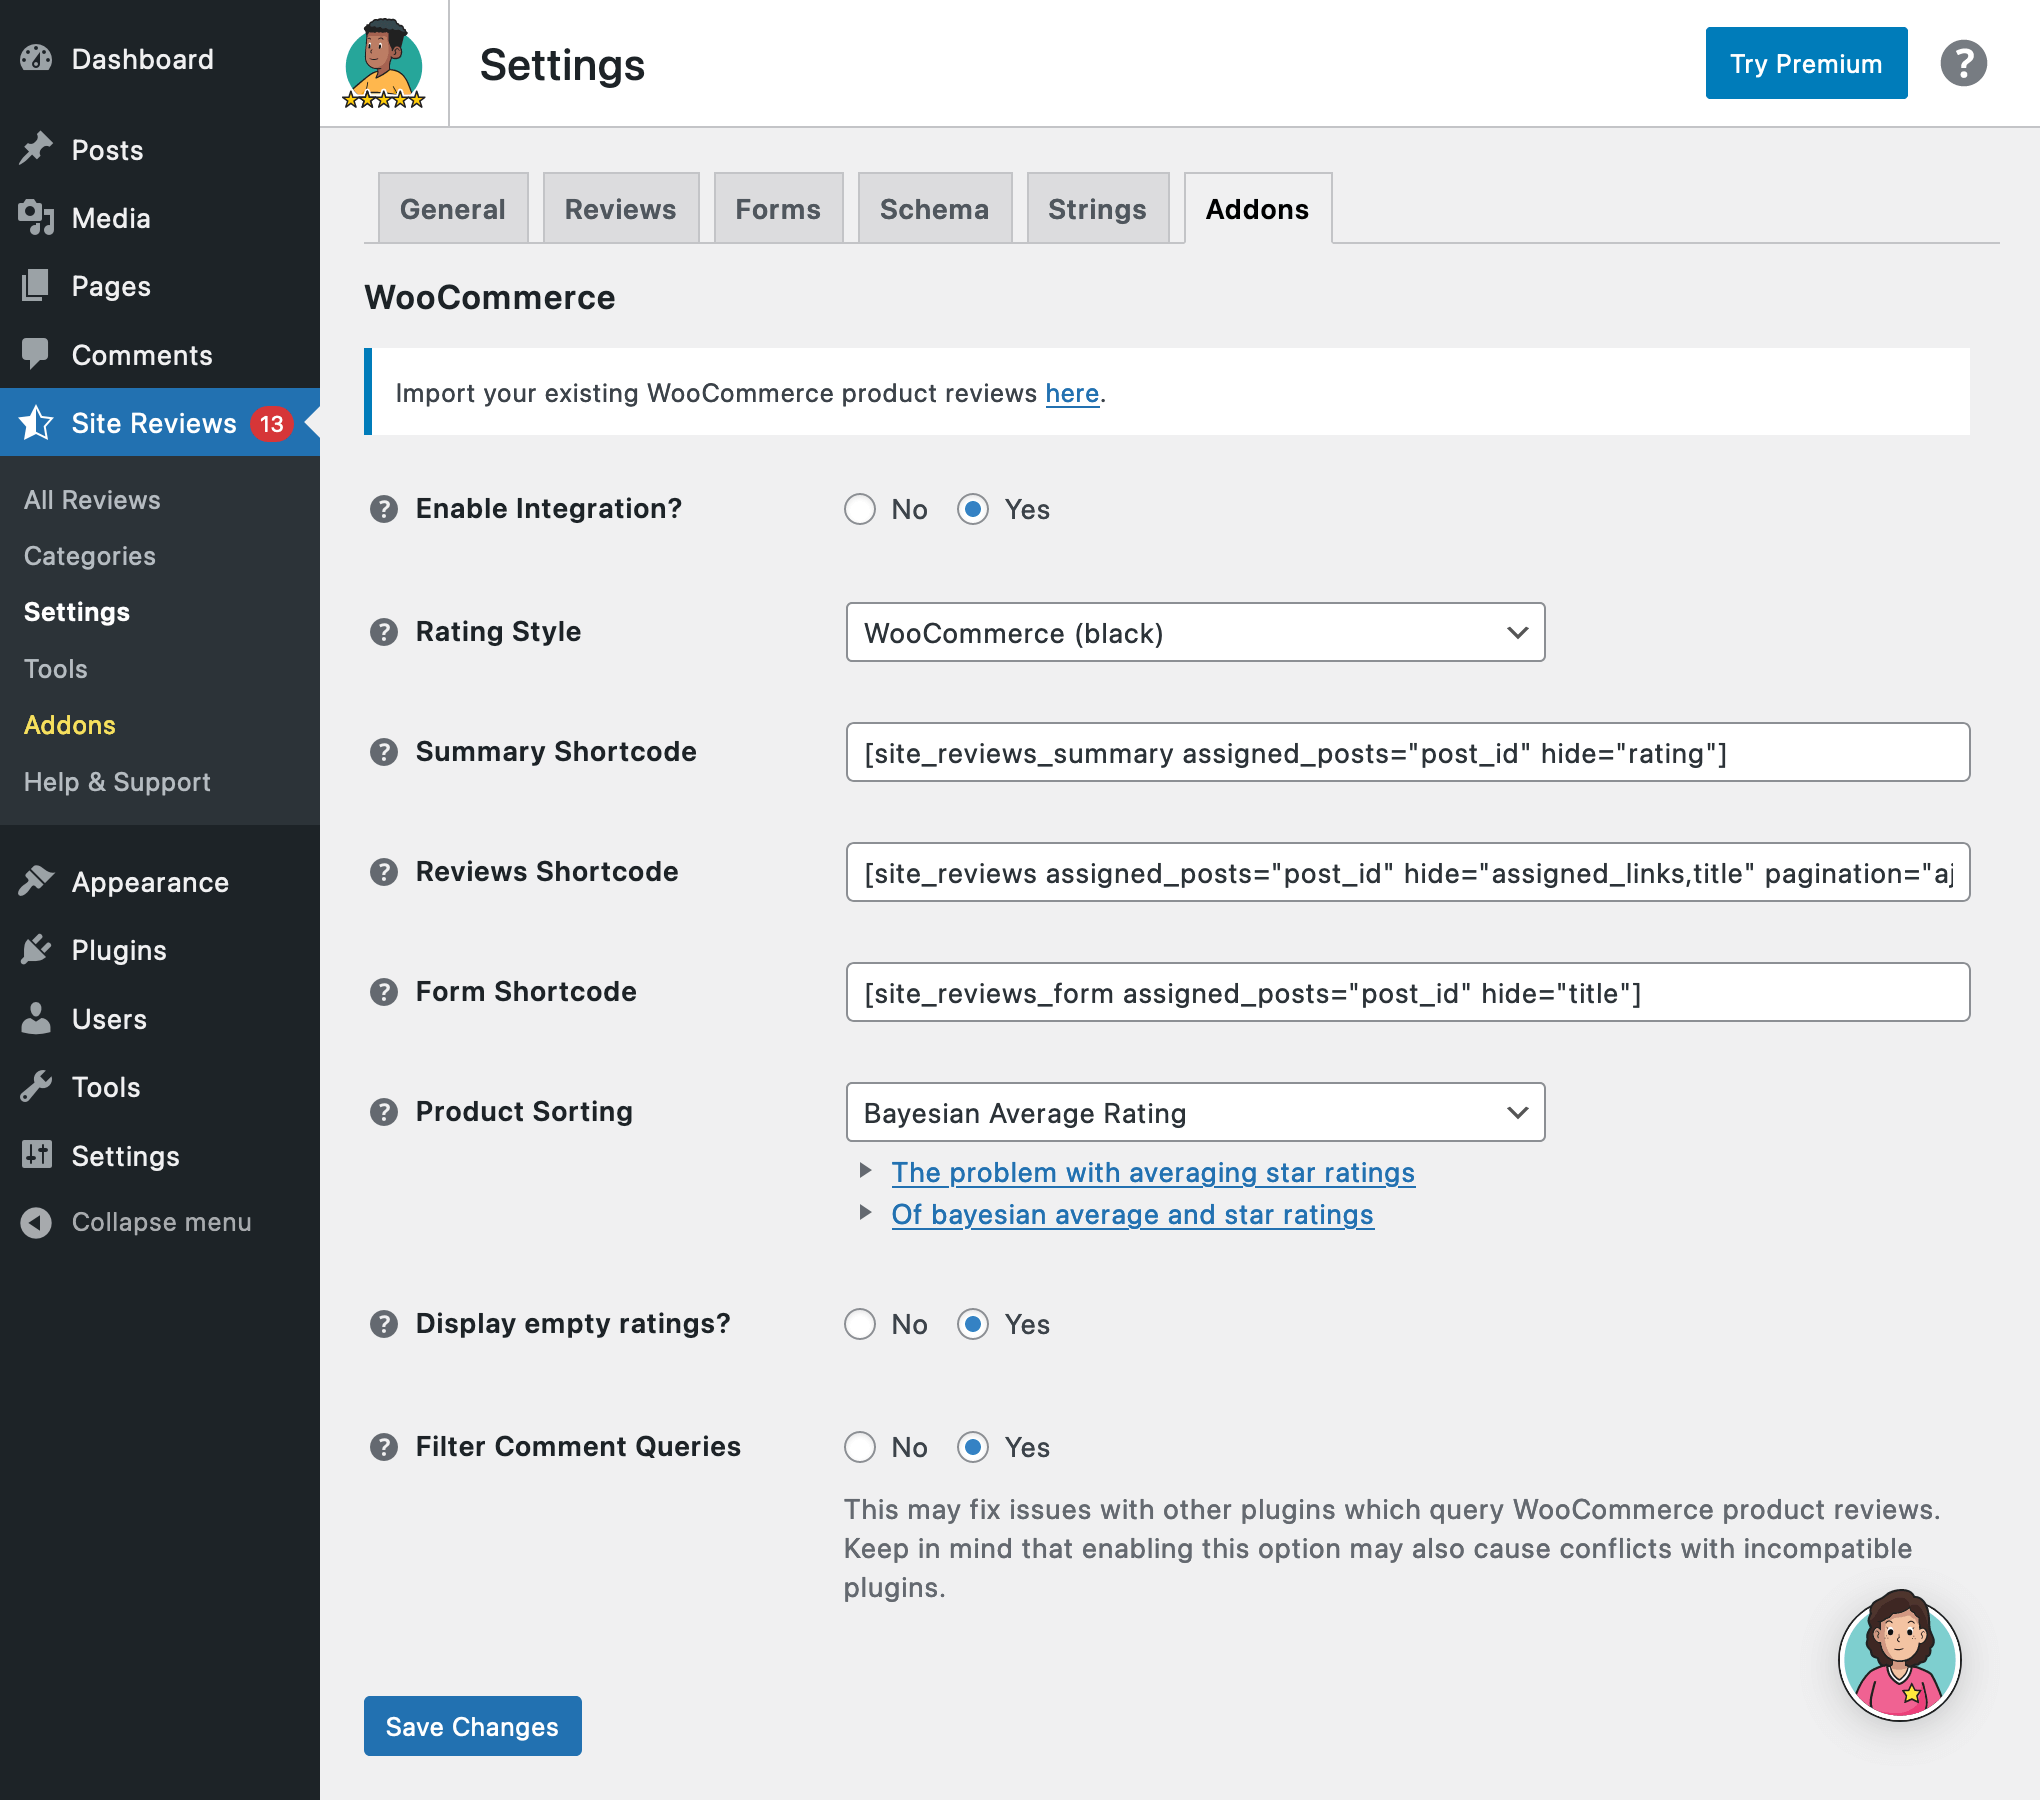 Dashboard
Posts
Media
Pages
Comments
Site Reviews 13
All Reviews
Categories
Settings
Tools
Addons
Help & Support
Appearance
Plugins
Users
Tools
Settings
Collapse menu
Settings
Try Premium
?
General Reviews Forms Schema Strings Addons
WooCommerce
Import your existing WooCommerce product reviews here.
? Enable Integration? No Yes
? Rating Style WooCommerce (black)
? Summary Shortcode [site_reviews_summary assigned_posts="post_id" hide="rating"]
? Reviews Shortcode [site_reviews assigned_posts="post_id" hide="assigned_links,title" pagination="aj
? Form Shortcode [site_reviews_form assigned_posts="post_id" hide="title"]
? Product Sorting Bayesian Average Rating
The problem with averaging star ratings
Of bayesian average and star ratings
? Display empty ratings? No Yes
? Filter Comment Queries No Yes
This may fix issues with other plugins which query WooCommerce product reviews.
Keep in mind that enabling this option may also cause conflicts with incompatible
plugins.
Save Changes